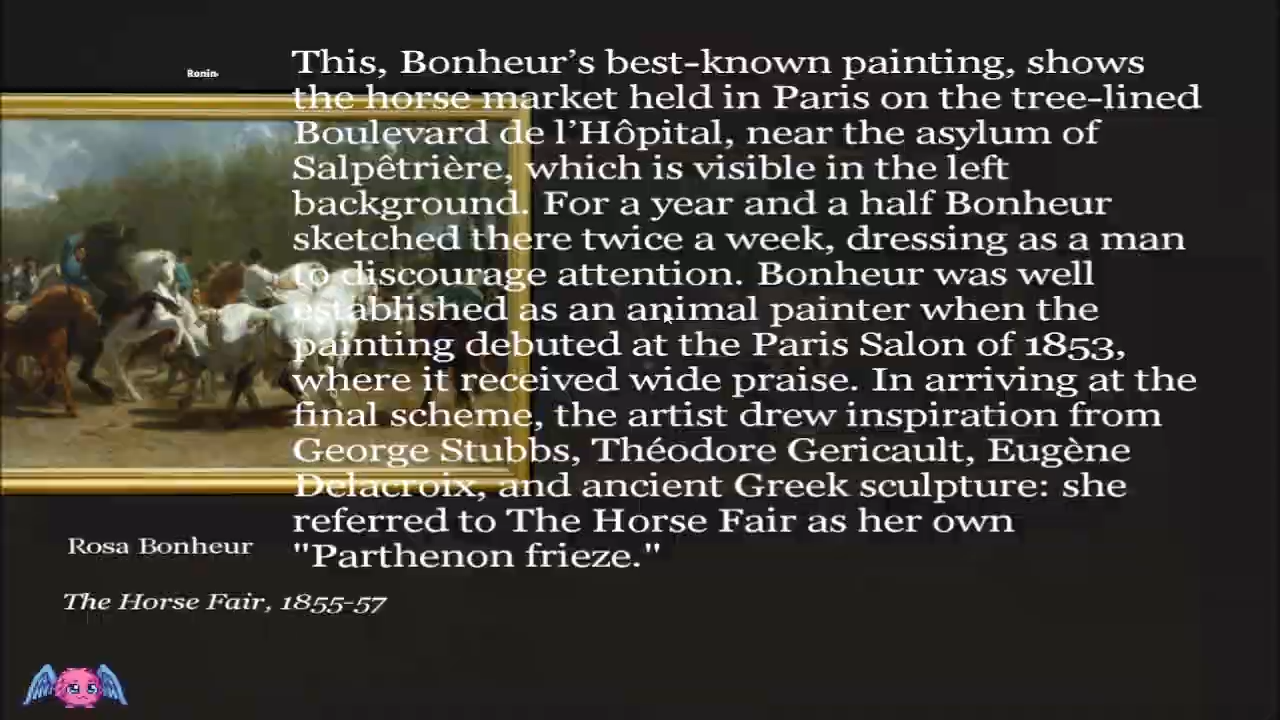 Ronin
This, Bonheur’s best-known painting, shows
the horse market held in Paris on the tree-lined
Boulevard de l’Hôpital, near the asylum of
Salpêtrière, which is visible in the left
background. For a year and a half Bonheur
sketched there twice a week, dressing as a man
to discourage attention. Bonheur was well
established as an animal painter when the
painting debuted at the Paris Salon of 1853,
where it received wide praise. In arriving at the
final scheme, the artist drew inspiration from
George Stubbs, Théodore Gericault, Eugène
Delacroix, and ancient Greek sculpture: she
referred to The Horse Fair as her own
"Parthenon frieze."
Rosa Bonheur
The Horse Fair, 1855-57